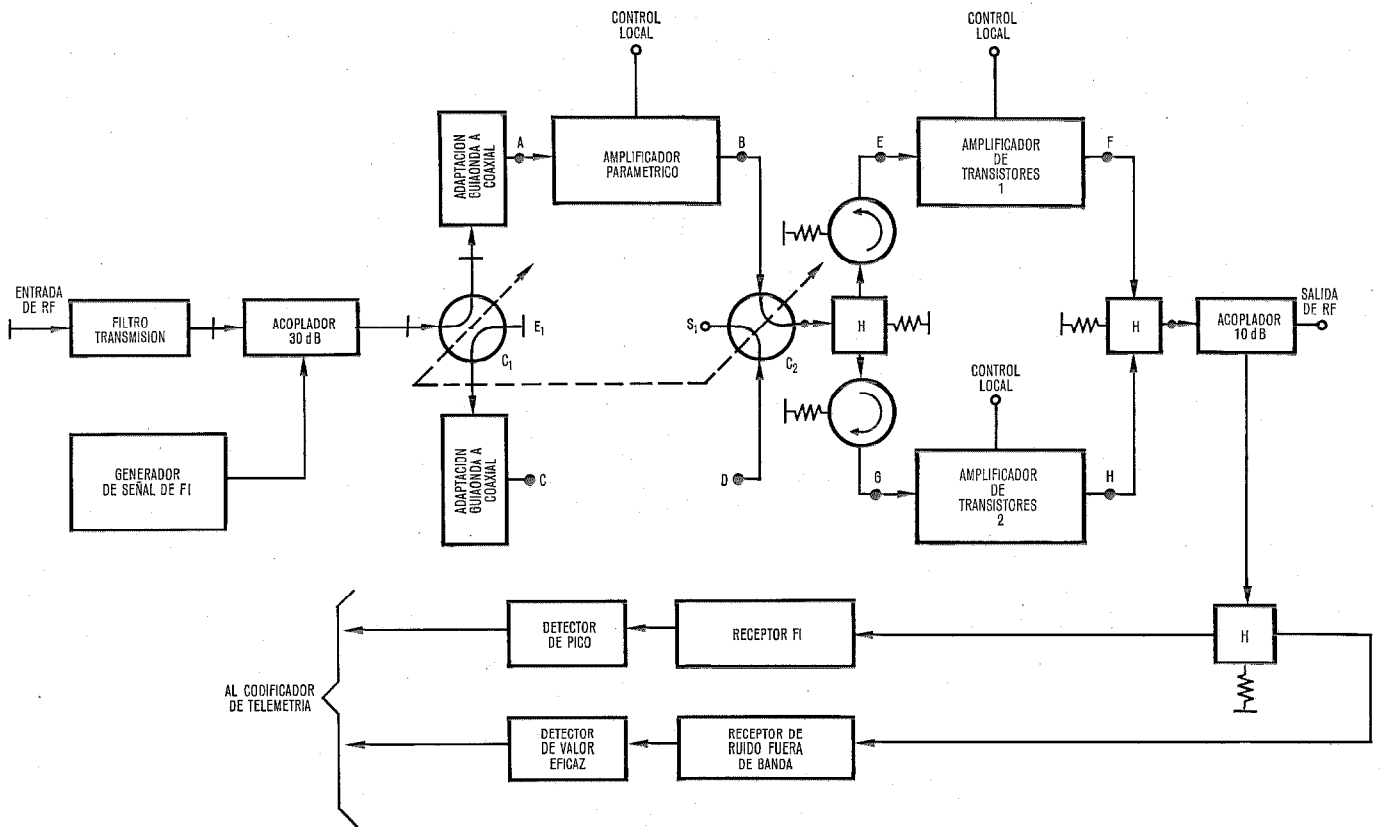 CONTROL
LOCAL
CONTROL
LOCAL
ADAPTACION
GUIAONDA A
COAXIAL
A
AMPLIFICADOR
PARAMETRICO
B
E
AMPLIFICADOR
DE
TRANSISTORES
1
F
ENTRADA
DE RF
FILTRO
TRANSMISION
ACOPLADOR
30 dB
E1
C1
S1
C2
H
H
ACOPLADOR
10 dB
SALIDA
DE RF
CONTROL
LOCAL
GENERADOR
DE SEÑAL DE FI
ADAPTACION
GUIAONDA A
COAXIAL
C
D
G
AMPLIFICADOR
DE
TRANSISTORES
2
H
DETECTOR
DE PICO
RECEPTOR FI
H
AL CODIFICADOR
DE TELEMETRIA
DETECTOR
DE VALOR
EFICAZ
RECEPTOR DE
RUIDO FUERA
DE BANDA